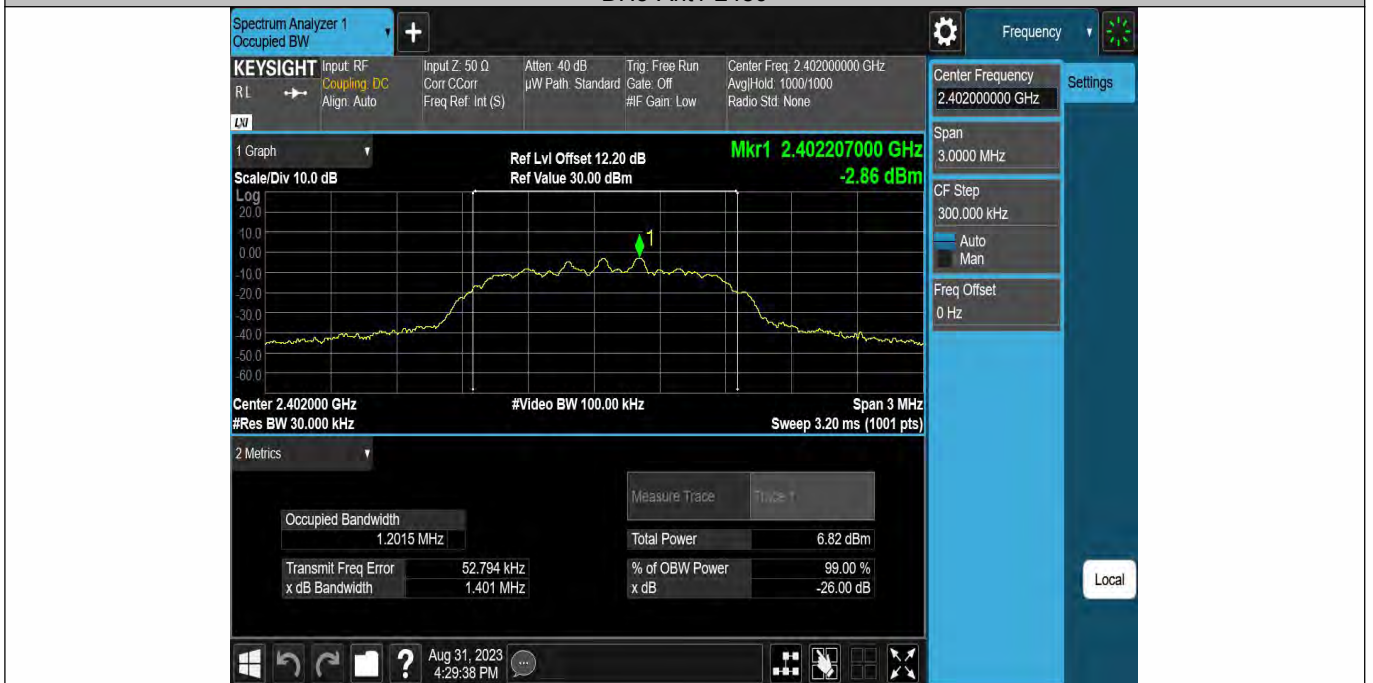 Spectrum Analyzer 1
Occupied BW
Frequency
KEYSIGHT
RL
LXI
Input: RF
Coupling: DC
Align: Auto
Input Z: 50 Ω
Corr CCorr
Freq Ref: Int (S)
Atten: 40 dB
µW Path: Standard
Trig: Free Run
Gate: Off
#IF Gain: Low
Center Freq: 2.402000000 GHz
Avg|Hold: 1000/1000
Radio Std: None
Center Frequency
2.402000000 GHz
Settings
Span
3.0000 MHz
CF Step
300.000 kHz
Auto
Man
Freq Offset
0 Hz
1 Graph
Scale/Div 10.0 dB
Ref Lvl Offset 12.20 dB
Ref Value 30.00 dBm
Mkr1 2.402207000 GHz
-2.86 dBm
Log
20.0
10.0
0.00
-10.0
-20.0
-30.0
-40.0
-50.0
-60.0
1
Center 2.402000 GHz
#Res BW 30.000 kHz
#Video BW 100.00 kHz
Span 3 MHz
Sweep 3.20 ms (1001 pts)
2 Metrics
Measure Trace
Trace 1
Occupied Bandwidth
1.2015 MHz
Total Power 6.82 dBm
Transmit Freq Error 52.794 kHz
% of OBW Power 99.00 %
x dB Bandwidth 1.401 MHz
x dB -26.00 dB
Local
Aug 31, 2023
4:29:38 PM